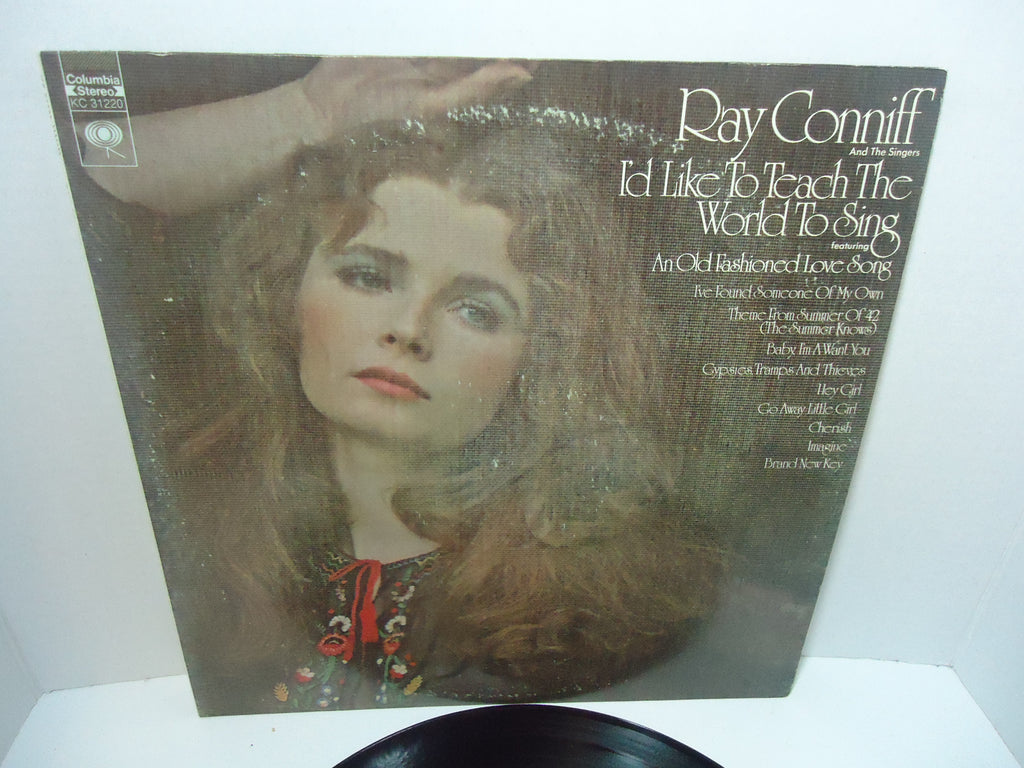 Columbia
Stereo
KC 31220
Ray Conniff
And The Singers
I'd Like To Teach The
World To Sing
featuring
An Old Fashioned Love Song
I've Found Someone Of My Own
Theme From Summer Of '42
(The Summer Knows)
Baby, I'm A Want You
Gypsies, Tramps And Thieves
Hey Girl
Go Away Little Girl
Cherish
Imagine
Brand New Key